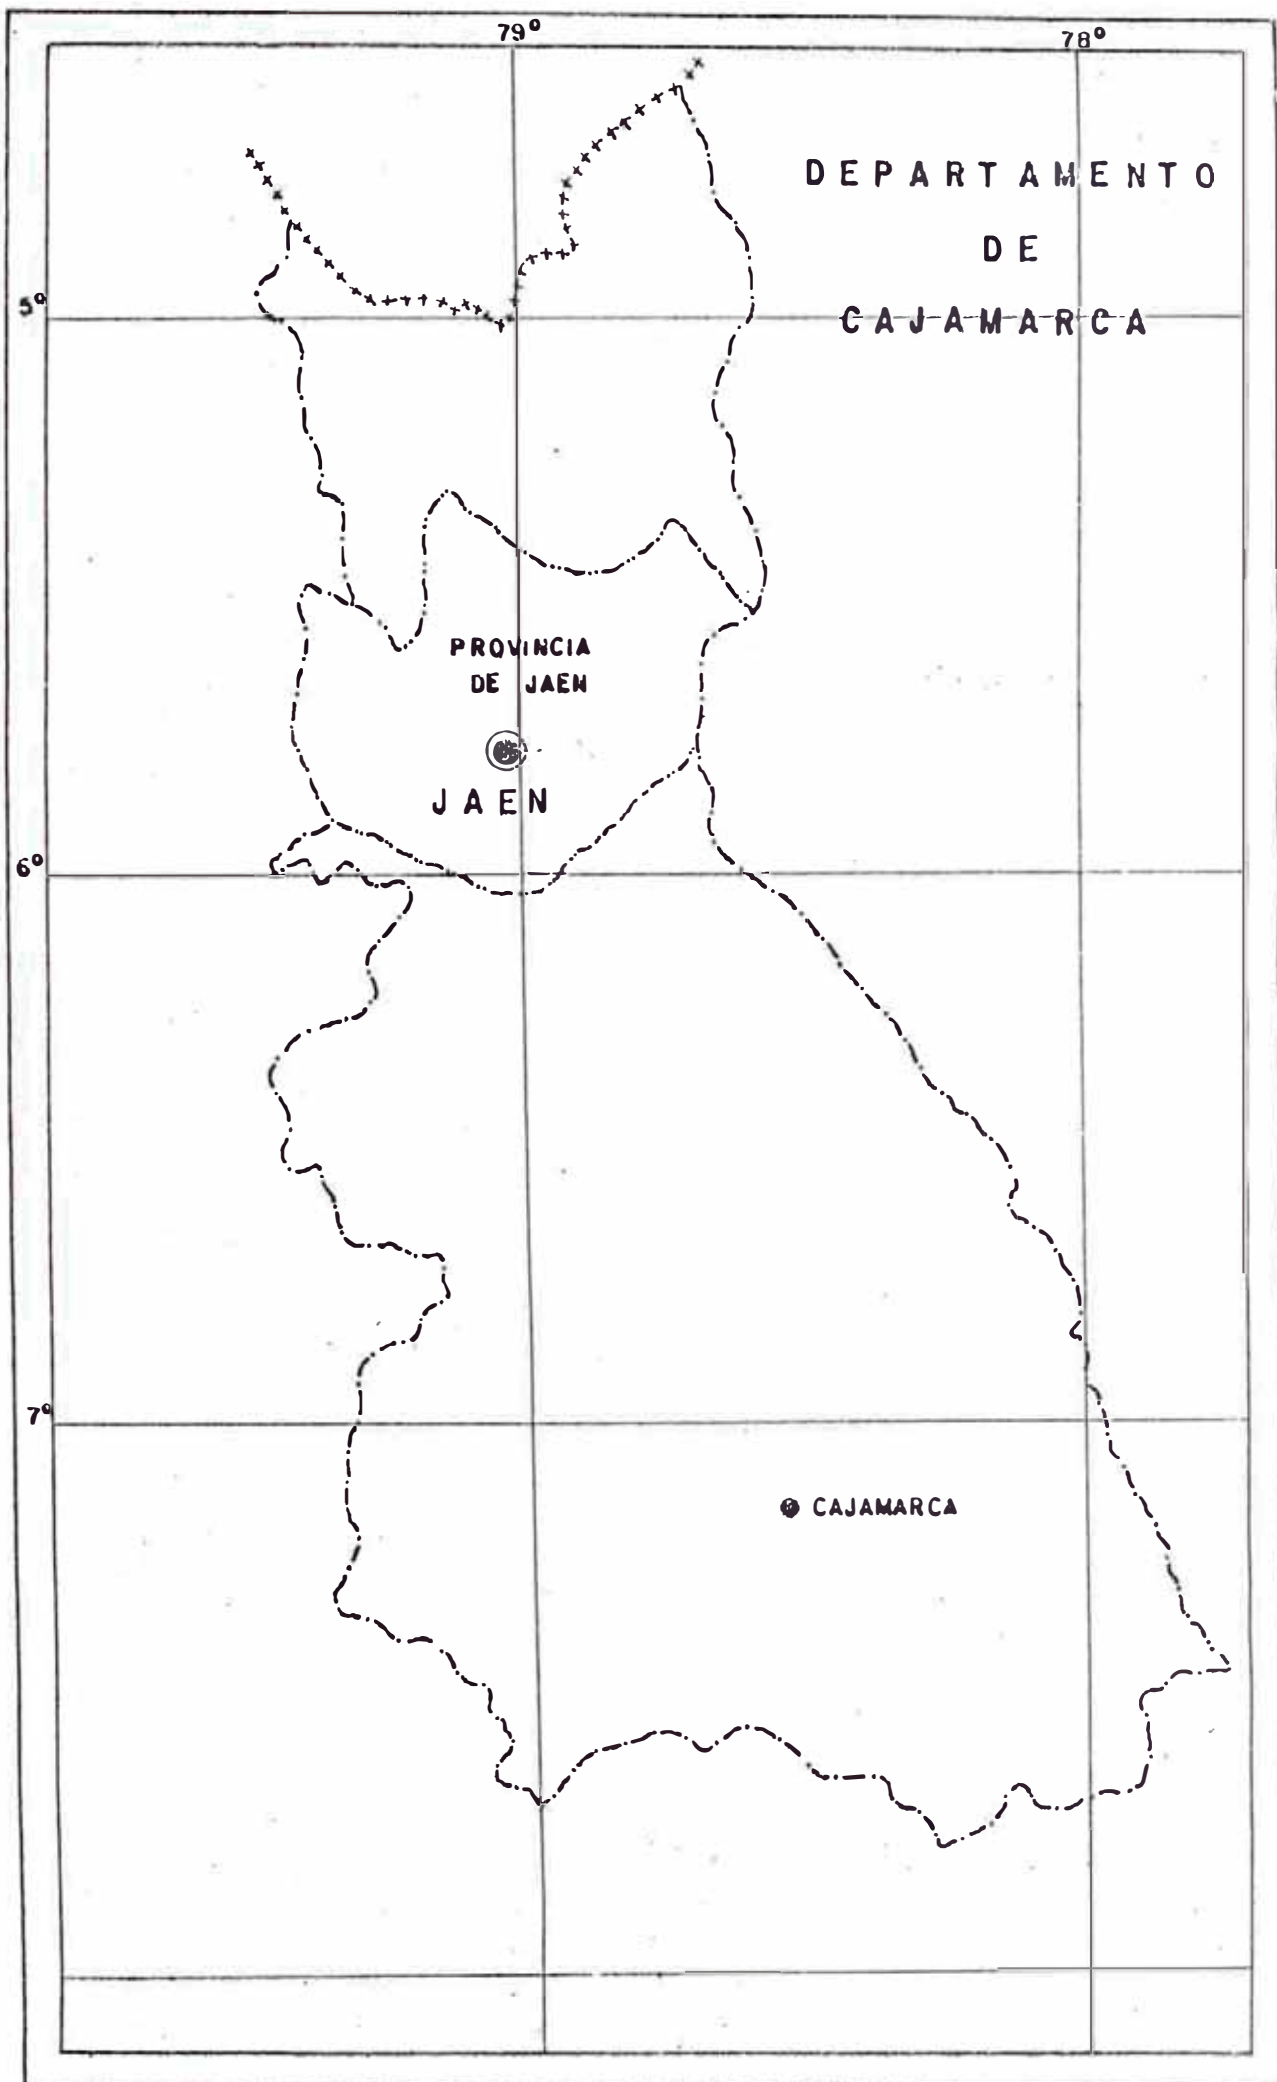 79° 78°
DEPARTAMENTO
DE
CAJAMARCA
5°
PROVINCIA
DE JAEN
JAEN
6°
7°
CAJAMARCA